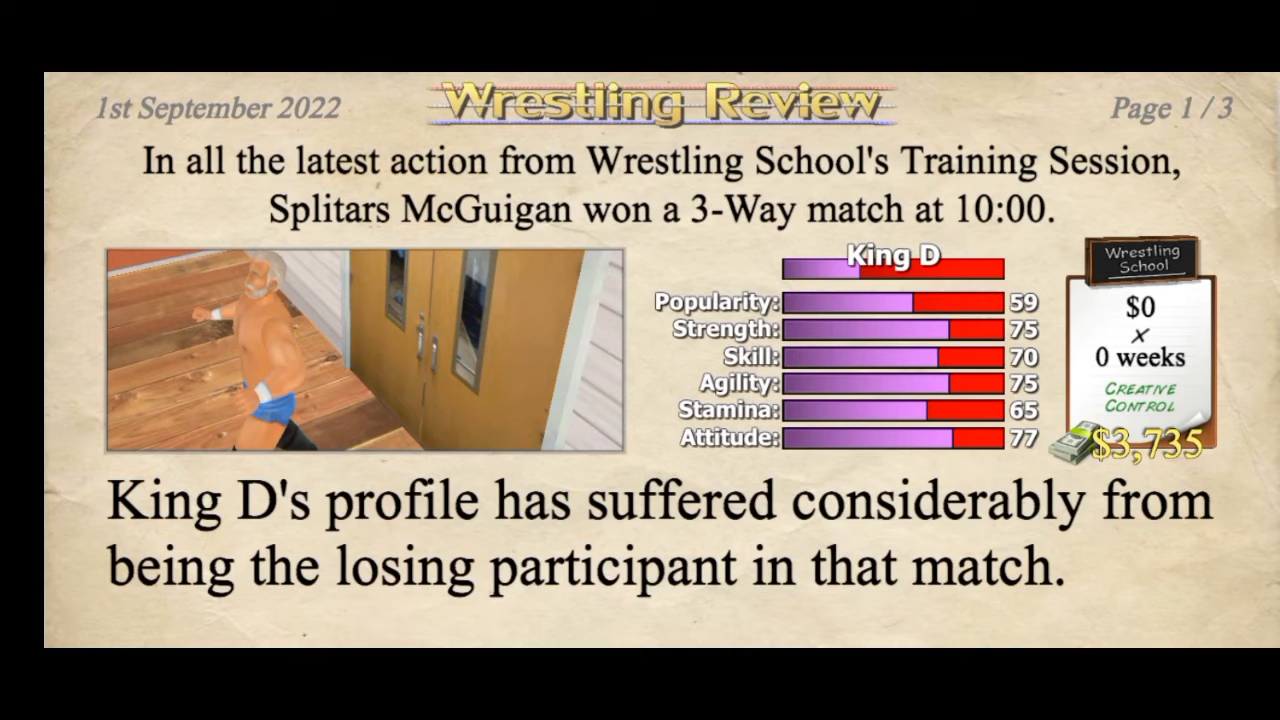 1st September 2022
Wrestling Review
Page 1 / 3
In all the latest action from Wrestling School's Training Session,
Splitars McGuigan won a 3-Way match at 10:00.
King D
Popularity: 59
Strength: 75
Skill: 70
Agility: 75
Stamina: 65
Attitude: 77
Wrestling
School
$0
x
0 weeks
CREATIVE
CONTROL
$3,735
King D's profile has suffered considerably from
being the losing participant in that match.